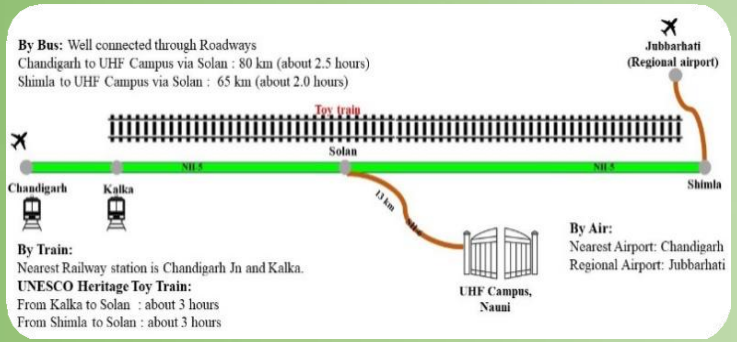 By Bus: Well connected through Roadways
Chandigarh to UHF Campus via Solan : 80 km (about 2.5 hours)
Shimla to UHF Campus via Solan : 65 km (about 2.0 hours)
Jubbarhati
(Regional airport)
Toy train
Solan
NH-5
NH-5
Chandigarh
Kalka
Shimla
13 km
By Train:
Nearest Railway station is Chandigarh Jn and Kalka.
UNESCO Heritage Toy Train:
From Kalka to Solan : about 3 hours
From Shimla to Solan : about 3 hours
UHF Campus,
Nauni
By Air:
Nearest Airport: Chandigarh
Regional Airport: Jubbarhati